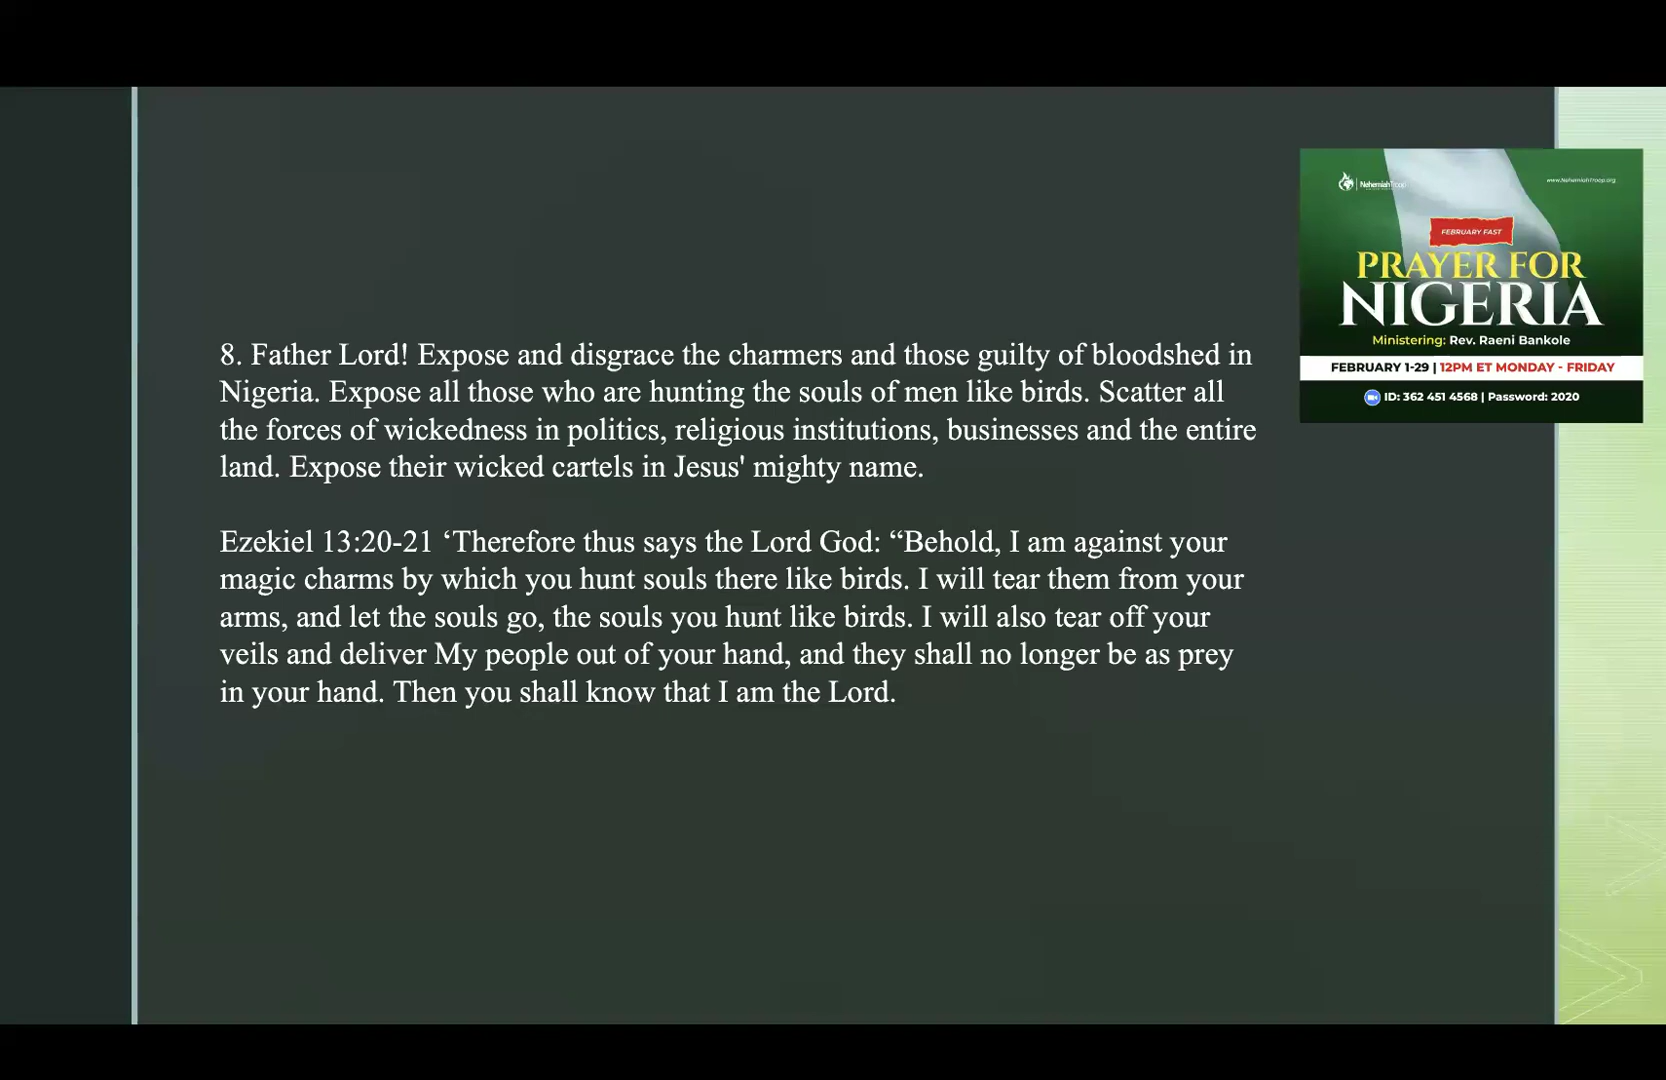 8. Father Lord! Expose and disgrace the charmers and those guilty of bloodshed in
Nigeria. Expose all those who are hunting the souls of men like birds. Scatter all
the forces of wickedness in politics, religious institutions, businesses and the entire
land. Expose their wicked cartels in Jesus' mighty name.
Ezekiel 13:20-21 ‘Therefore thus says the Lord God: “Behold, I am against your
magic charms by which you hunt souls there like birds. I will tear them from your
arms, and let the souls go, the souls you hunt like birds. I will also tear off your
veils and deliver My people out of your hand, and they shall no longer be as prey
in your hand. Then you shall know that I am the Lord.
NehemiahTroop
www.NehemiahTroop.org
FEBRUARY FAST
PRAYER FOR
NIGERIA
Ministering: Rev. Raeni Bankole
FEBRUARY 1-29 | 12PM ET MONDAY - FRIDAY
ID: 362 451 4568 | Password: 2020